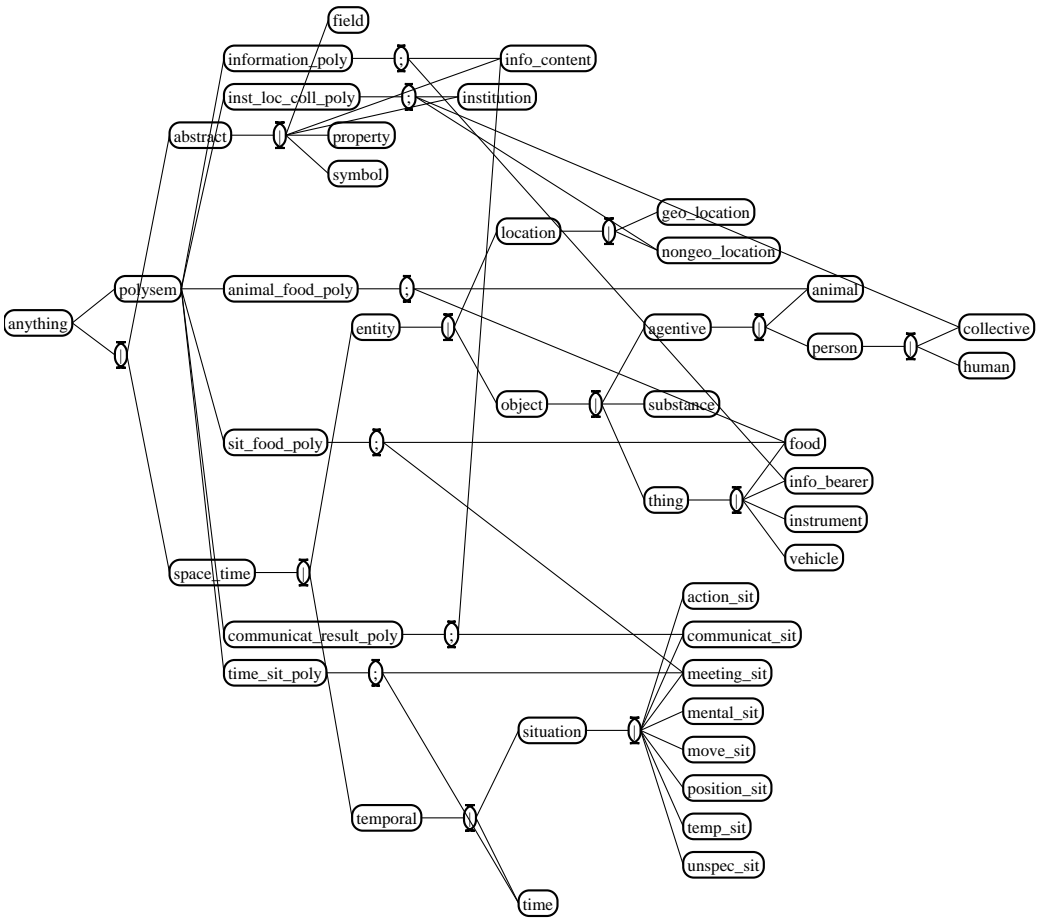 field
information_poly
;
info_content
inst_loc_coll_poly
;
institution
abstract
|
property
symbol
geo_location
location
|
nongeo_location
polysem
animal_food_poly
;
animal
anything
entity
|
agentive
|
collective
person
|
|
human
object
|
substance
sit_food_poly
;
food
info_bearer
thing
|
instrument
vehicle
space_time
|
action_sit
communicat_result_poly
;
communicat_sit
time_sit_poly
;
meeting_sit
mental_sit
situation
|
move_sit
position_sit
temporal
|
temp_sit
unspec_sit
time